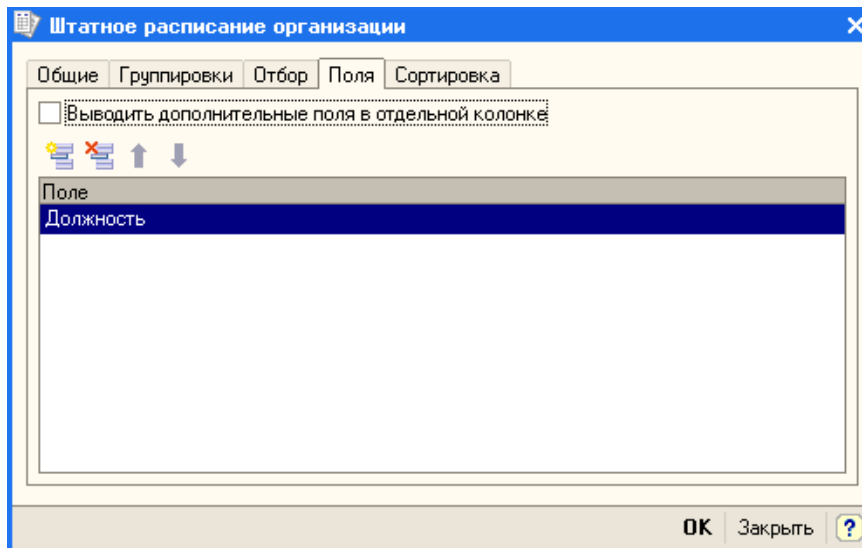 Штатное расписание организации
Общие Группировки Отбор Поля Сортировка
Выводить дополнительные поля в отдельной колонке
Поле
Должность
OK Закрыть ?